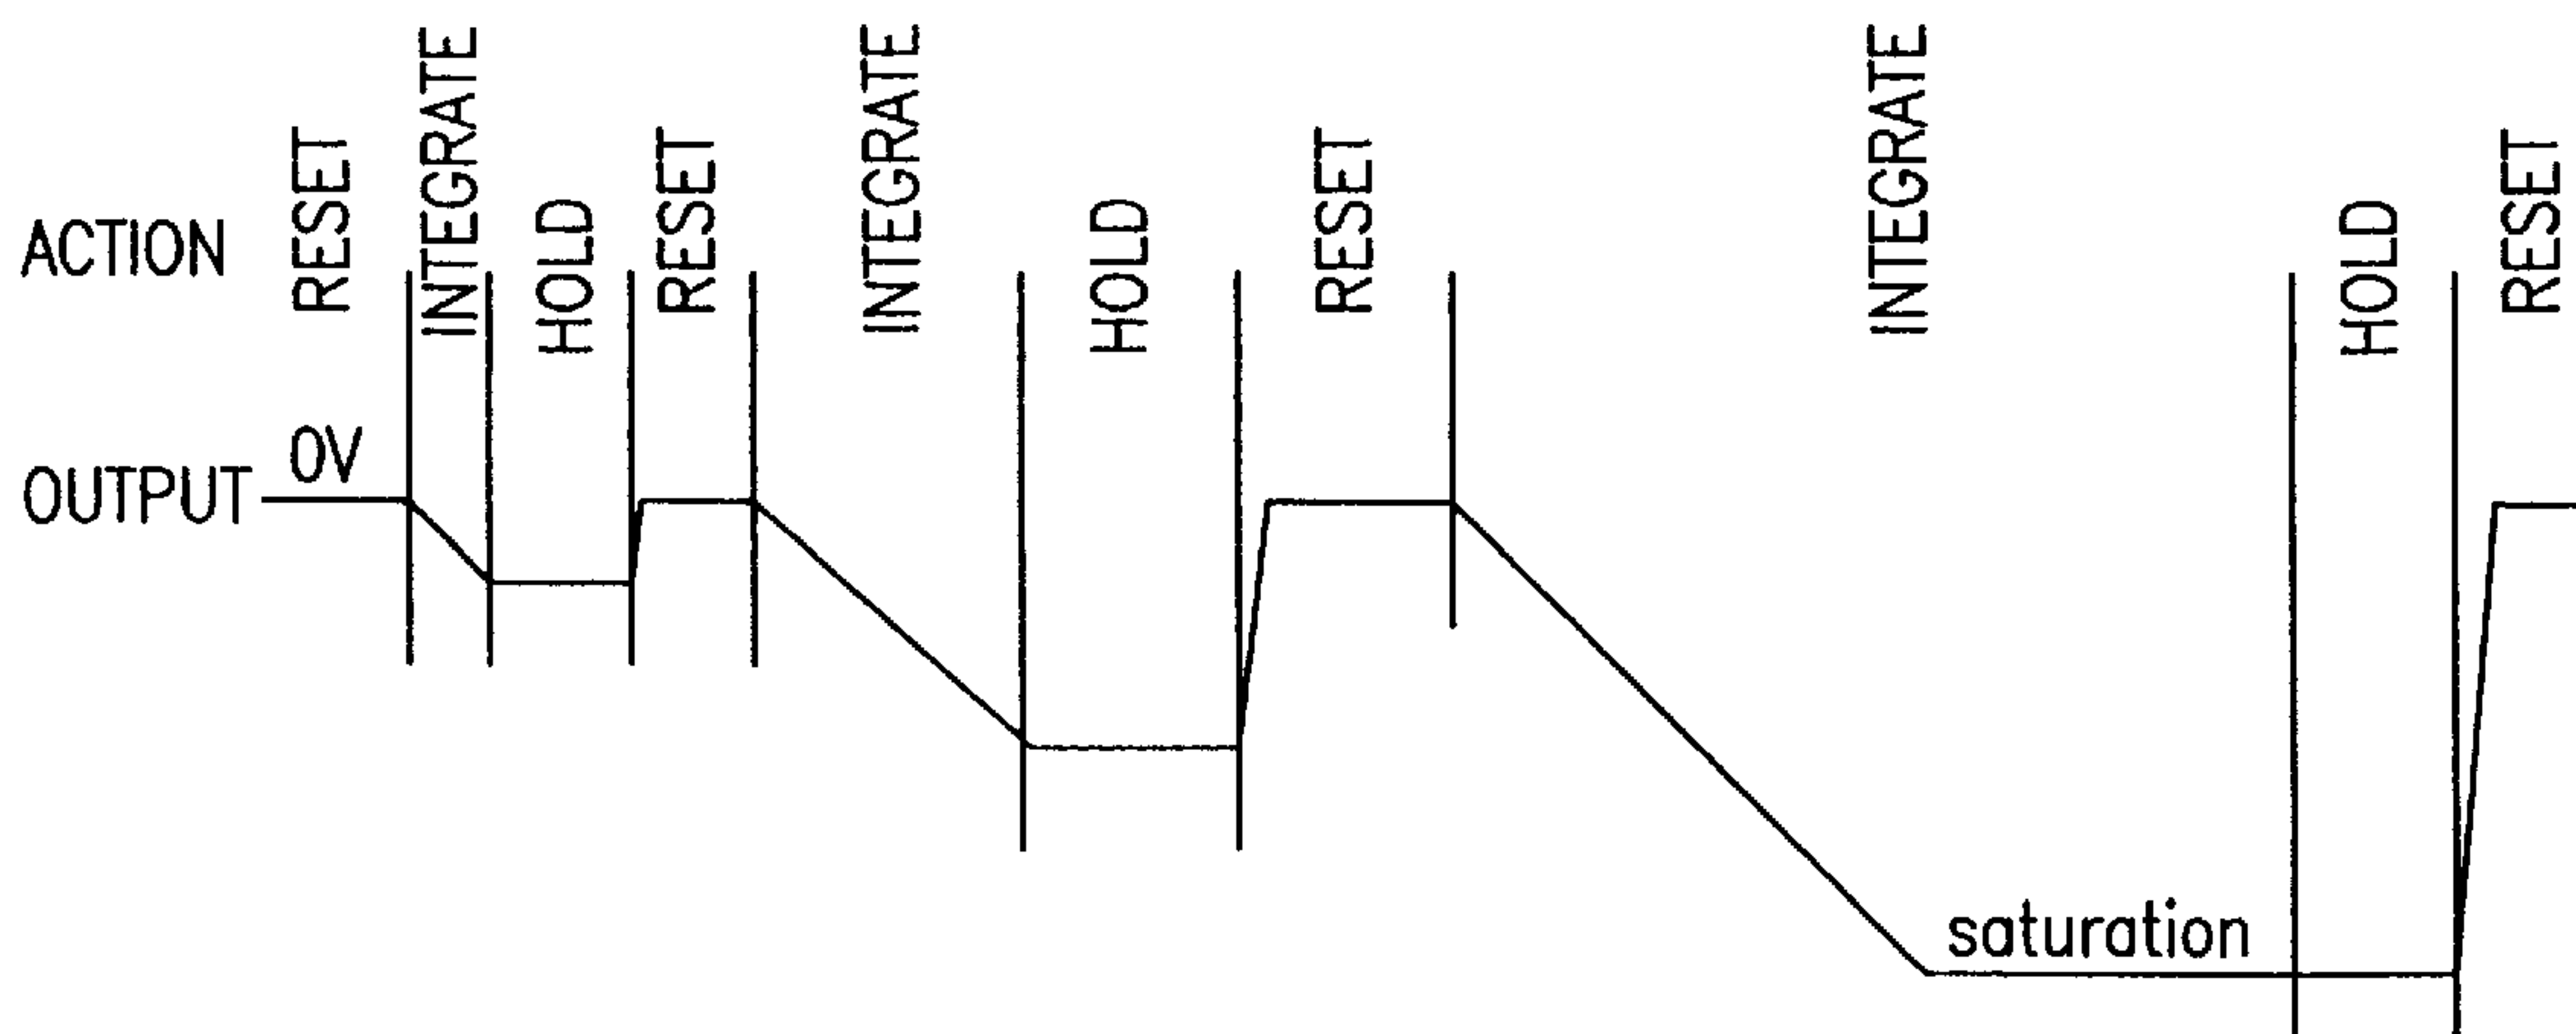 ACTION
RESET
INTEGRATE
HOLD
RESET
INTEGRATE
HOLD
RESET
INTEGRATE
HOLD
RESET
OUTPUT
0V
saturation